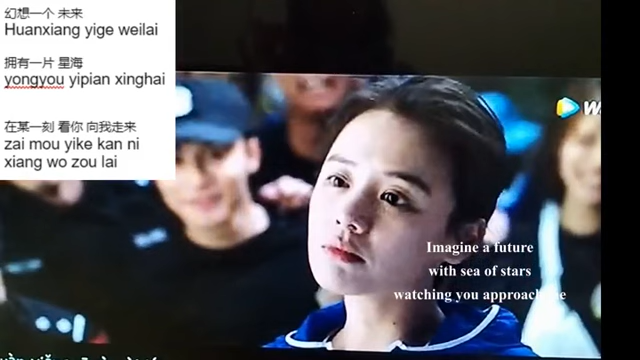 幻想一个 未来
Huanxiang yige weilai
拥有一片 星海
yongyou yipian xinghai
在某一刻 看你 向我走来
zai mou yike kan ni
xiang wo zou lai
Imagine a future
with sea of stars
watching you approach me